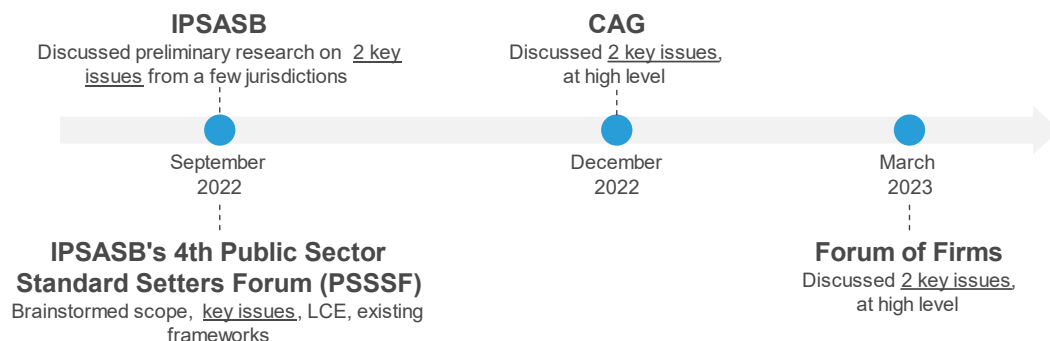 IPSASB
Discussed preliminary research on 2 key
issues from a few jurisdictions
CAG
Discussed 2 key issues,
at high level
September
2022
December
2022
March
2023
IPSASB's 4th Public Sector
Standard Setters Forum (PSSSF)
Brainstormed scope, key issues, LCE, existing
frameworks
Forum of Firms
Discussed 2 key issues,
at high level